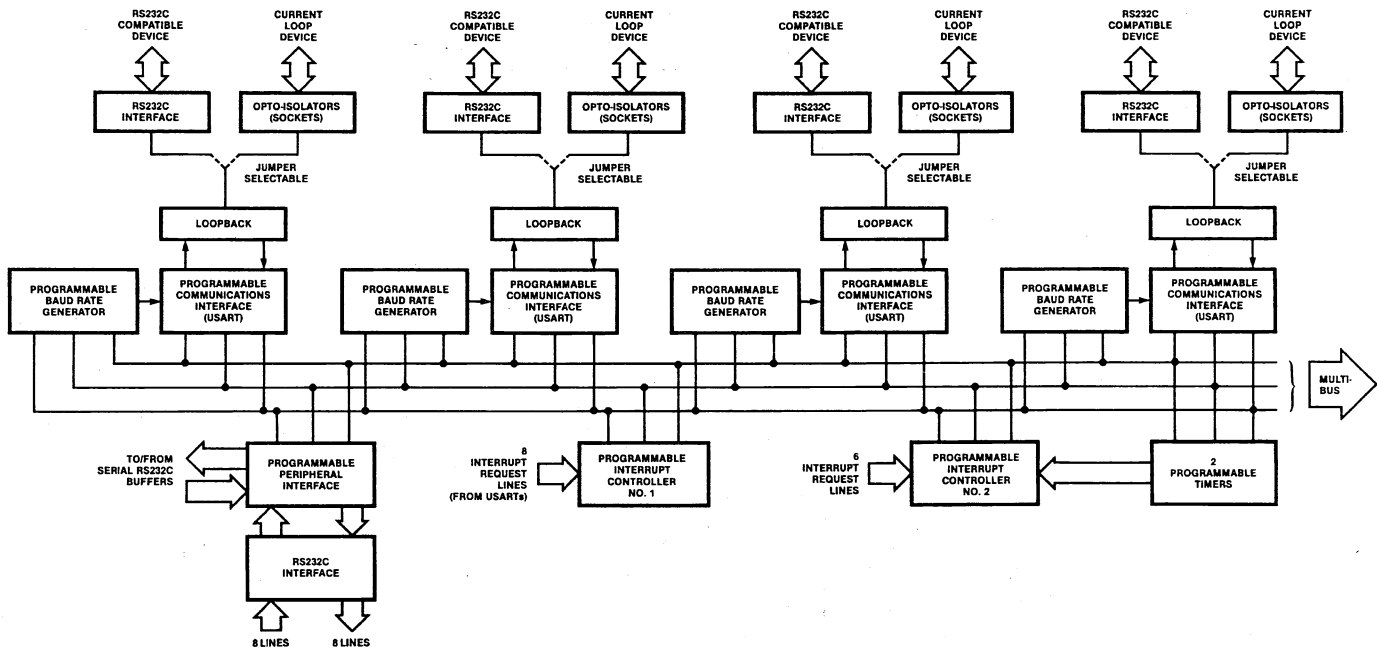 RS232C
COMPATIBLE
DEVICE
CURRENT
LOOP
DEVICE
RS232C
COMPATIBLE
DEVICE
CURRENT
LOOP
DEVICE
RS232C
COMPATIBLE
DEVICE
CURRENT
LOOP
DEVICE
RS232C
COMPATIBLE
DEVICE
CURRENT
LOOP
DEVICE
RS232C
INTERFACE
OPTO-ISOLATORS
(SOCKETS)
RS232C
INTERFACE
OPTO-ISOLATORS
(SOCKETS)
RS232C
INTERFACE
OPTO-ISOLATORS
(SOCKETS)
RS232C
INTERFACE
OPTO-ISOLATORS
(SOCKETS)
JUMPER
SELECTABLE
JUMPER
SELECTABLE
JUMPER
SELECTABLE
JUMPER
SELECTABLE
LOOPBACK
LOOPBACK
LOOPBACK
LOOPBACK
PROGRAMMABLE
BAUD RATE
GENERATOR
PROGRAMMABLE
COMMUNICATIONS
INTERFACE
(USART)
PROGRAMMABLE
BAUD RATE
GENERATOR
PROGRAMMABLE
COMMUNICATIONS
INTERFACE
(USART)
PROGRAMMABLE
BAUD RATE
GENERATOR
PROGRAMMABLE
COMMUNICATIONS
INTERFACE
(USART)
PROGRAMMABLE
BAUD RATE
GENERATOR
PROGRAMMABLE
COMMUNICATIONS
INTERFACE
(USART)
MULTI-
BUS
TO/FROM
SERIAL RS232C
BUFFERS
PROGRAMMABLE
PERIPHERAL
INTERFACE
8
INTERRUPT
REQUEST
LINES
(FROM USARTs)
PROGRAMMABLE
INTERRUPT
CONTROLLER
NO. 1
6
INTERRUPT
REQUEST
LINES
PROGRAMMABLE
INTERRUPT
CONTROLLER
NO. 2
2
PROGRAMMABLE
TIMERS
RS232C
INTERFACE
8 LINES
8 LINES